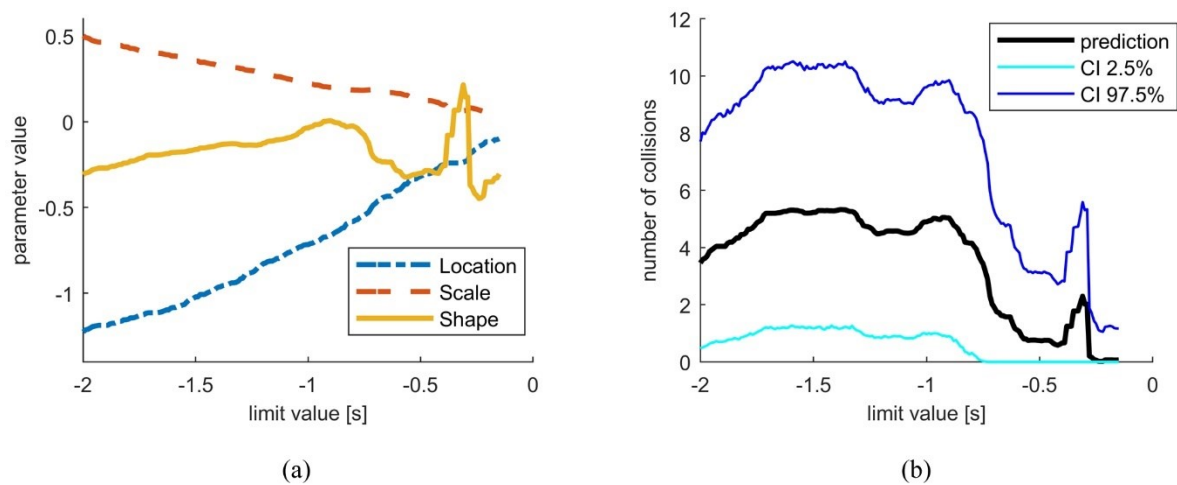 parameter value
0.5
0
-0.5
-1
Location
Scale
Shape
-2
-1.5
-1
-0.5
0
limit value [s]
(a)
number of collisions
12
10
8
6
4
2
0
prediction
CI 2.5%
CI 97.5%
-2
-1.5
-1
-0.5
0
limit value [s]
(b)